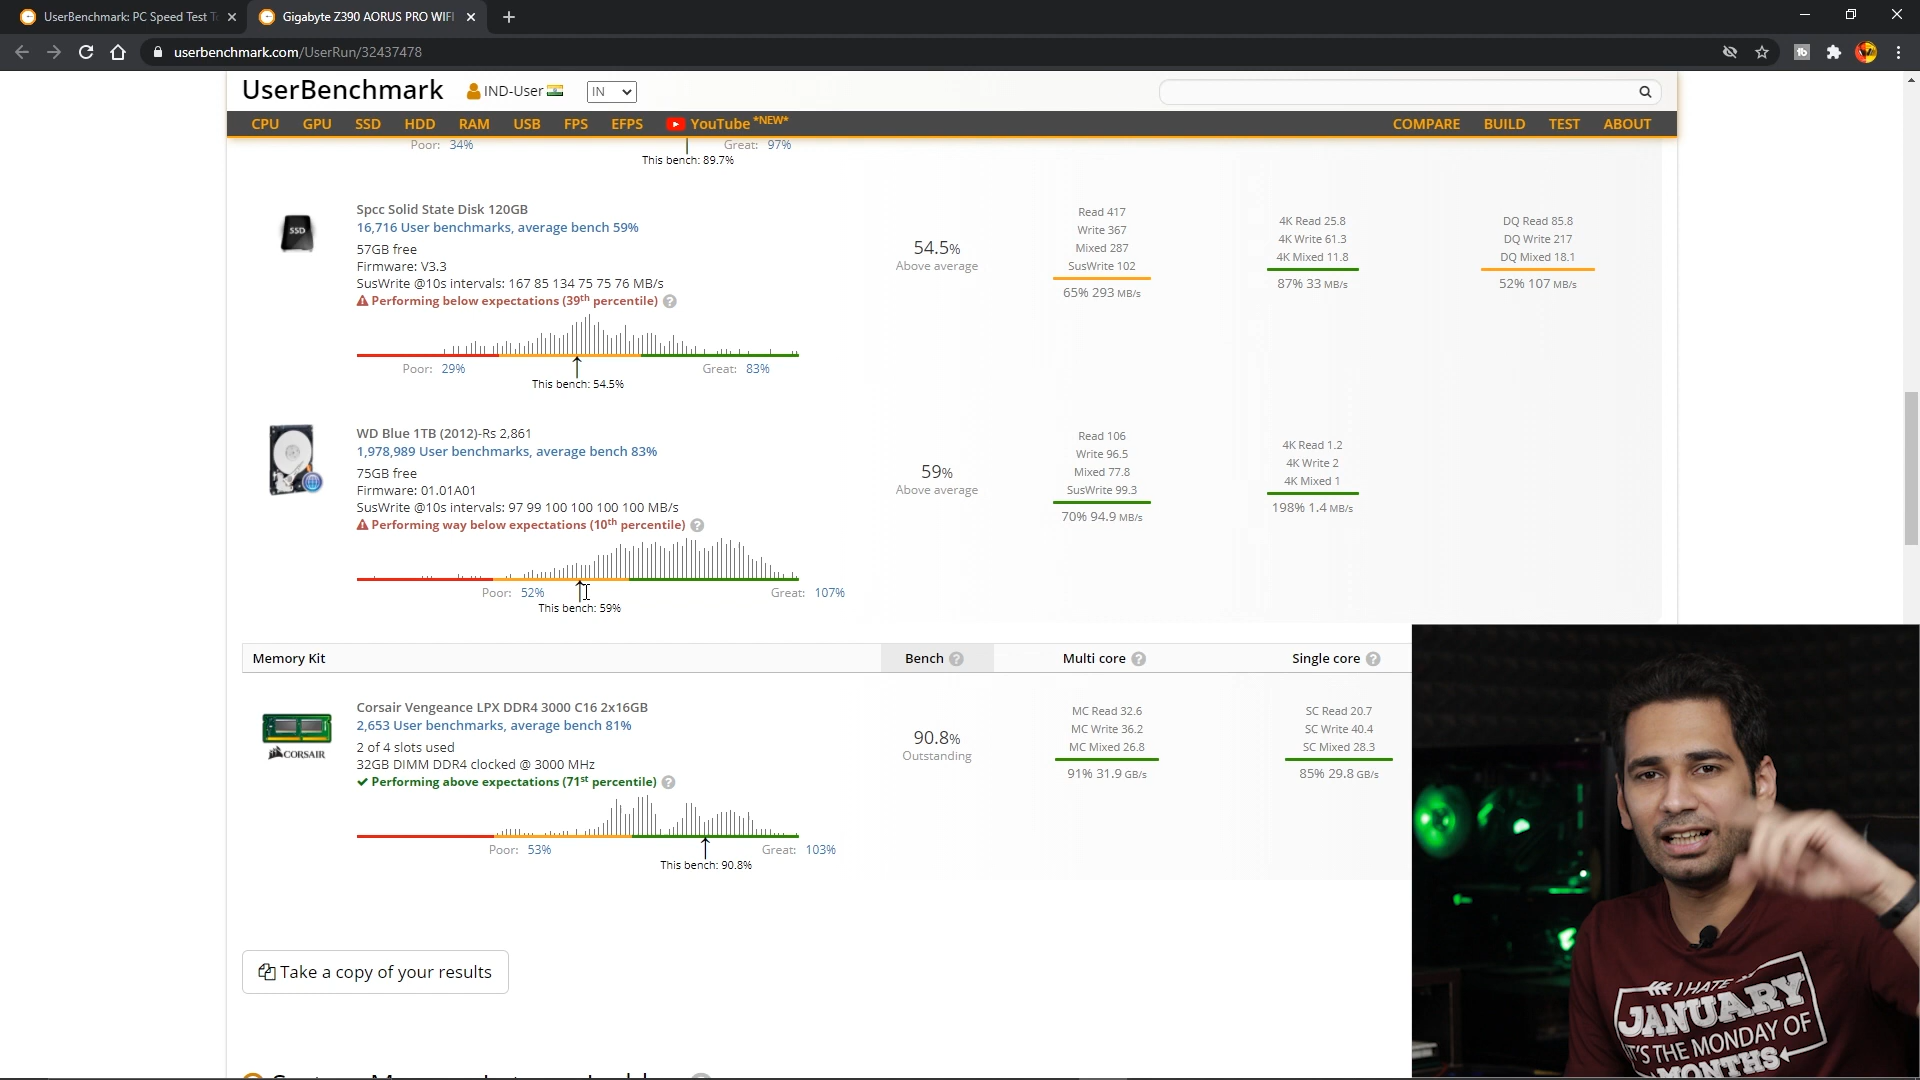 UserBenchmark: PC Speed Test T
Gigabyte Z390 AORUS PRO WIFI
userbenchmark.com/UserRun/32437478
UserBenchmark
IND-User
IN
CPU GPU SSD HDD RAM USB FPS EFPS YouTube *NEW* COMPARE BUILD TEST ABOUT
Poor: 34% Great: 97%
This bench: 89.7%
Spcc Solid State Disk 120GB
16,716 User benchmarks, average bench 59%
57GB free
Firmware: V3.3
SusWrite @10s intervals: 167 85 134 75 75 76 MB/s
Performing below expectations (39th percentile) ?
Poor: 29% Great: 83%
This bench: 54.5%
54.5%
Above average
Read 417
Write 367
Mixed 287
SusWrite 102
65% 293 MB/s
4K Read 25.8
4K Write 61.3
4K Mixed 11.8
87% 33 MB/s
DQ Read 85.8
DQ Write 217
DQ Mixed 18.1
52% 107 MB/s
SSD
WD Blue 1TB (2012)-Rs 2,861
1,978,989 User benchmarks, average bench 83%
75GB free
Firmware: 01.01A01
SusWrite @10s intervals: 97 99 100 100 100 100 MB/s
Performing way below expectations (10th percentile) ?
Poor: 52% Great: 107%
This bench: 59%
59%
Above average
Read 106
Write 96.5
Mixed 77.8
SusWrite 99.3
70% 94.9 MB/s
4K Read 1.2
4K Write 2
4K Mixed 1
198% 1.4 MB/s
Memory Kit Bench ? Multi core ? Single core ?
Corsair Vengeance LPX DDR4 3000 C16 2x16GB
2,653 User benchmarks, average bench 81%
2 of 4 slots used
32GB DIMM DDR4 clocked @ 3000 MHz
Performing above expectations (71st percentile) ?
Poor: 53% Great: 103%
This bench: 90.8%
CORSAIR
90.8%
Outstanding
MC Read 32.6
MC Write 36.2
MC Mixed 26.8
91% 31.9 GB/s
SC Read 20.7
SC Write 40.4
SC Mixed 28.3
85% 29.8 GB/s
Take a copy of your results
I HATE
JANUARY
IT'S THE MONDAY OF
MONTHS